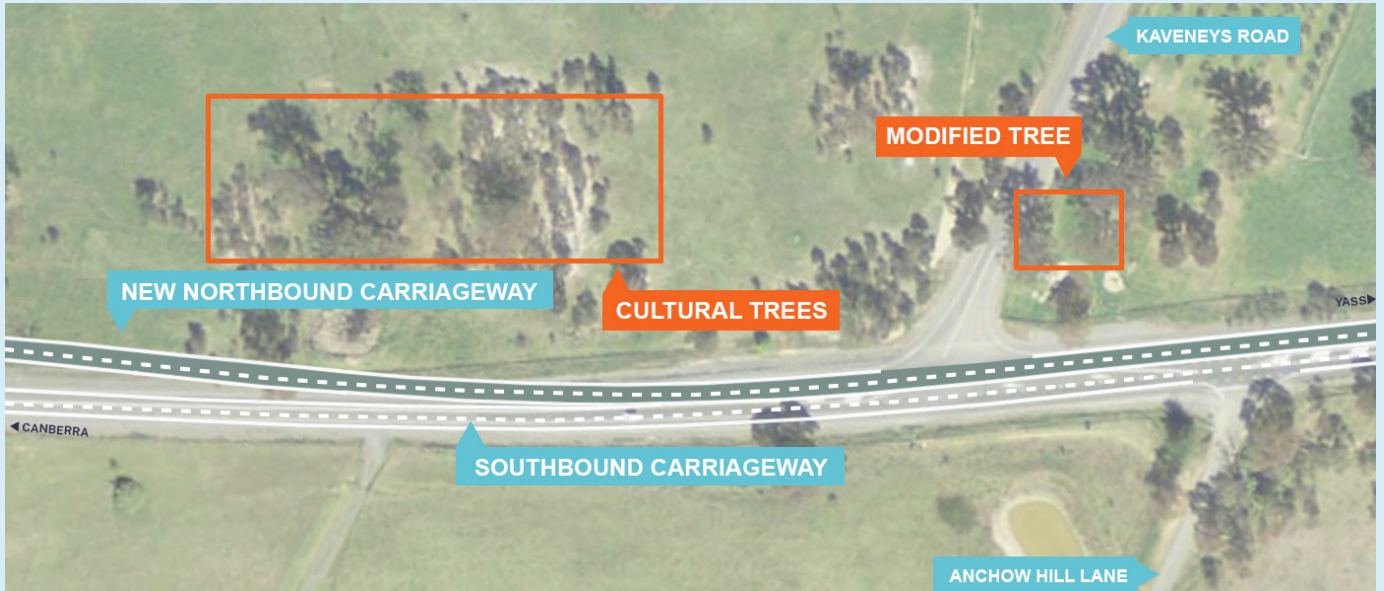 KAVENEYS ROAD
MODIFIED TREE
NEW NORTHBOUND CARRIAGEWAY
CULTURAL TREES
YASS
CANBERRA
SOUTHBOUND CARRIAGEWAY
ANCHOW HILL LANE